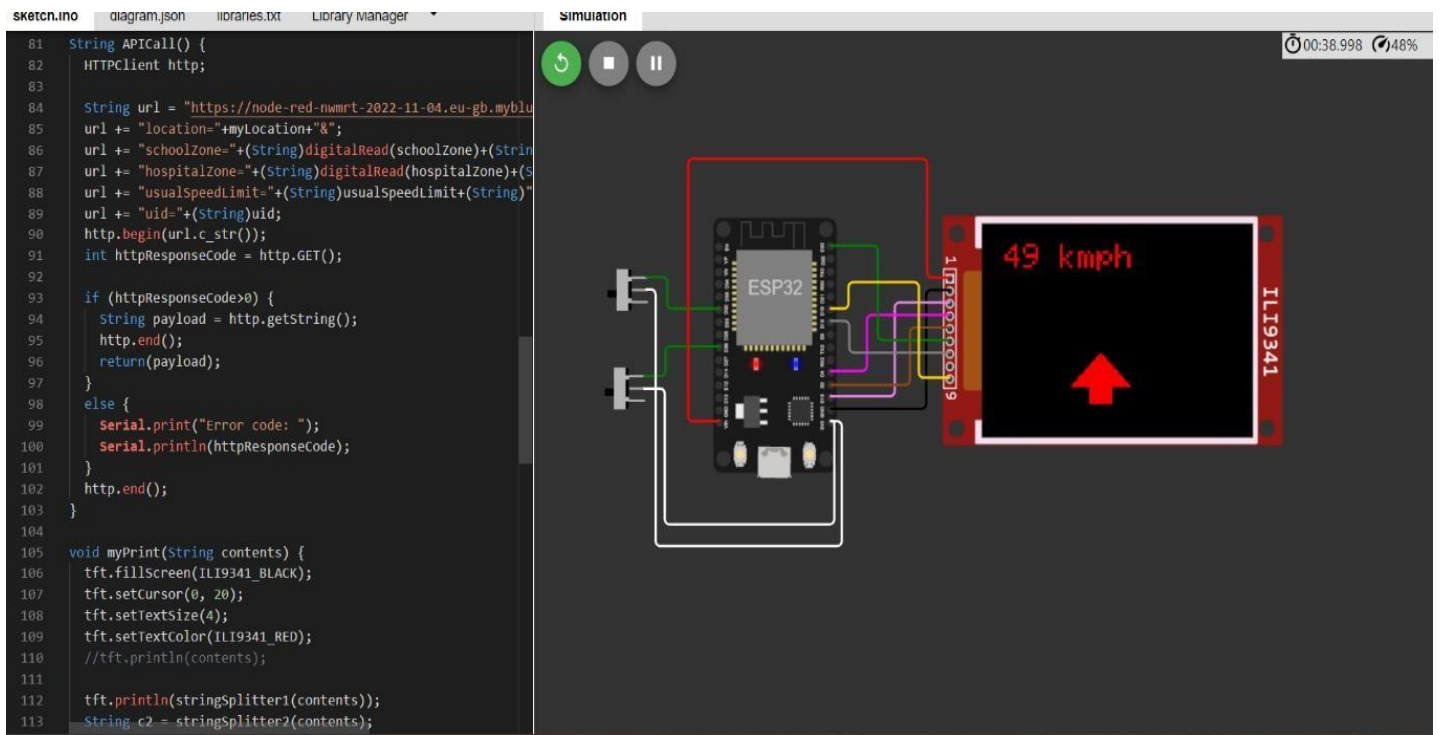 sketch.ino diagram.json libraries.txt Library Manager
Simulation
81 String APICall() {
82 HTTPClient http;
83
84 String url = "https://node-red-nwmrt-2022-11-04.eu-gb.myblu
85 url += "location="+myLocation+"&";
86 url += "schoolZone="+(String)digitalRead(schoolZone)+(Strin
87 url += "hospitalZone="+(String)digitalRead(hospitalZone)+(S
88 url += "usualSpeedLimit="+(String)usualSpeedLimit+(String)"
89 url += "uid="+(String)uid;
90 http.begin(url.c_str());
91 int httpResponseCode = http.GET();
92
93 if (httpResponseCode>0) {
94 String payload = http.getString();
95 http.end();
96 return(payload);
97 }
98 else {
99 Serial.print("Error code: ");
100 Serial.println(httpResponseCode);
101 }
102 http.end();
103 }
104
105 void myPrint(String contents) {
106 tft.fillScreen(ILI9341_BLACK);
107 tft.setCursor(0, 20);
108 tft.setTextSize(4);
109 tft.setTextColor(ILI9341_RED);
110 //tft.println(contents);
111
112 tft.println(stringSplitter1(contents));
113 String c2 = stringSplitter2(contents);
00:38.998 48%
ESP32
1
9
49 kmph
ILI9341